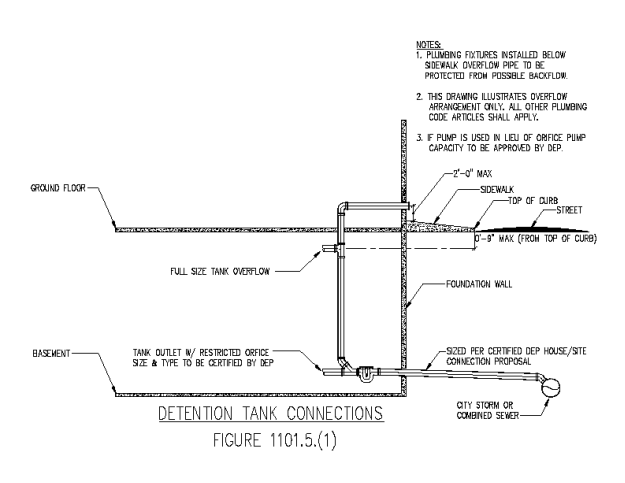 NOTES:
1. PLUMBING FIXTURES INSTALLED BELOW
SIDEWALK OVERFLOW PIPE TO BE
PROTECTED FROM POSSIBLE BACKFLOW.
2. THIS DRAWING ILLUSTRATES OVERFLOW
ARRANGEMENT ONLY. ALL OTHER PLUMBING
CODE ARTICLES SHALL APPLY.
3. IF PUMP IS USED IN LIEU OF ORIFICE PUMP
CAPACITY TO BE APPROVED BY DEP.
2'-0" MAX
SIDEWALK
TOP OF CURB
STREET
GROUND FLOOR
0'-9" MAX (FROM TOP OF CURB)
FULL SIZE TANK OVERFLOW
FOUNDATION WALL
BASEMENT
TANK OUTLET W/ RESTRICTED ORFICE
SIZE & TYPE TO BE CERTIFIED BY DEP
SIZED PER CERTIFIED DEP HOUSE/SITE
CONNECTION PROPOSAL
CITY STORM OR
COMBINED SEWER
DETENTION TANK CONNECTIONS
FIGURE 1101.5.(1)